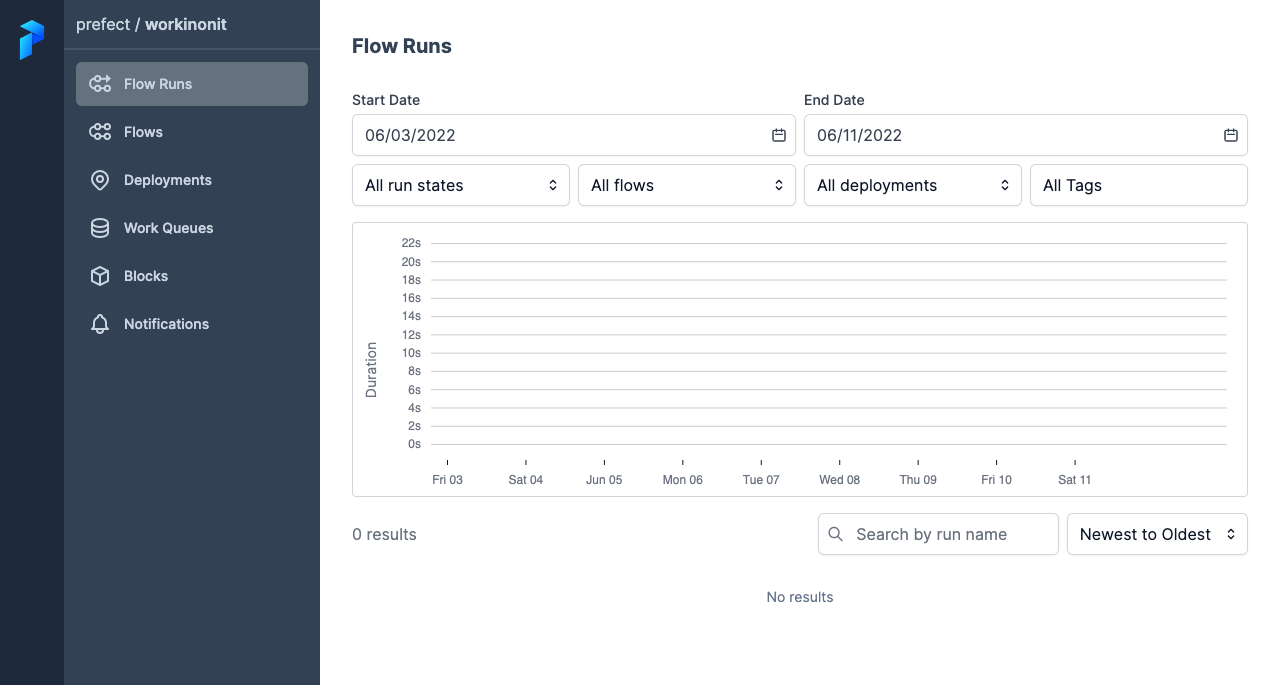 prefect / workinonit
Flow Runs
Flows
Deployments
Work Queues
Blocks
Notifications
Flow Runs
Start Date
End Date
06/03/2022
06/11/2022
All run states
All flows
All deployments
All Tags
Duration
22s
20s
18s
16s
14s
12s
10s
8s
6s
4s
2s
0s
Fri 03 Sat 04 Jun 05 Mon 06 Tue 07 Wed 08 Thu 09 Fri 10 Sat 11
0 results
Search by run name
Newest to Oldest
No results